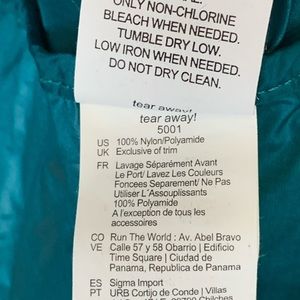 ONLY NON-CHLORINE
BLEACH WHEN NEEDED.
TUMBLE DRY LOW.
LOW IRON WHEN NEEDED.
DO NOT DRY CLEAN.
tear away!
tear away!
5001
US 100% Nylon/Polyamide
UK Exclusive of trim
FR Lavage Séparément Avant
Le Port/ Lavez Les Couleurs
Foncees Separement/ Ne Pas
Utiliser L'Assouplissants
100% Polyamide
A l'exception de tous les
accessoires
CO Run The World : Av. Abel Bravo
VE Calle 57 y 58 Obarrio | Edificio
Time Square | Ciudad de
Panama, Republica de Panama
ES Sigma Import
PT URB Cortijo de Conde | Villas